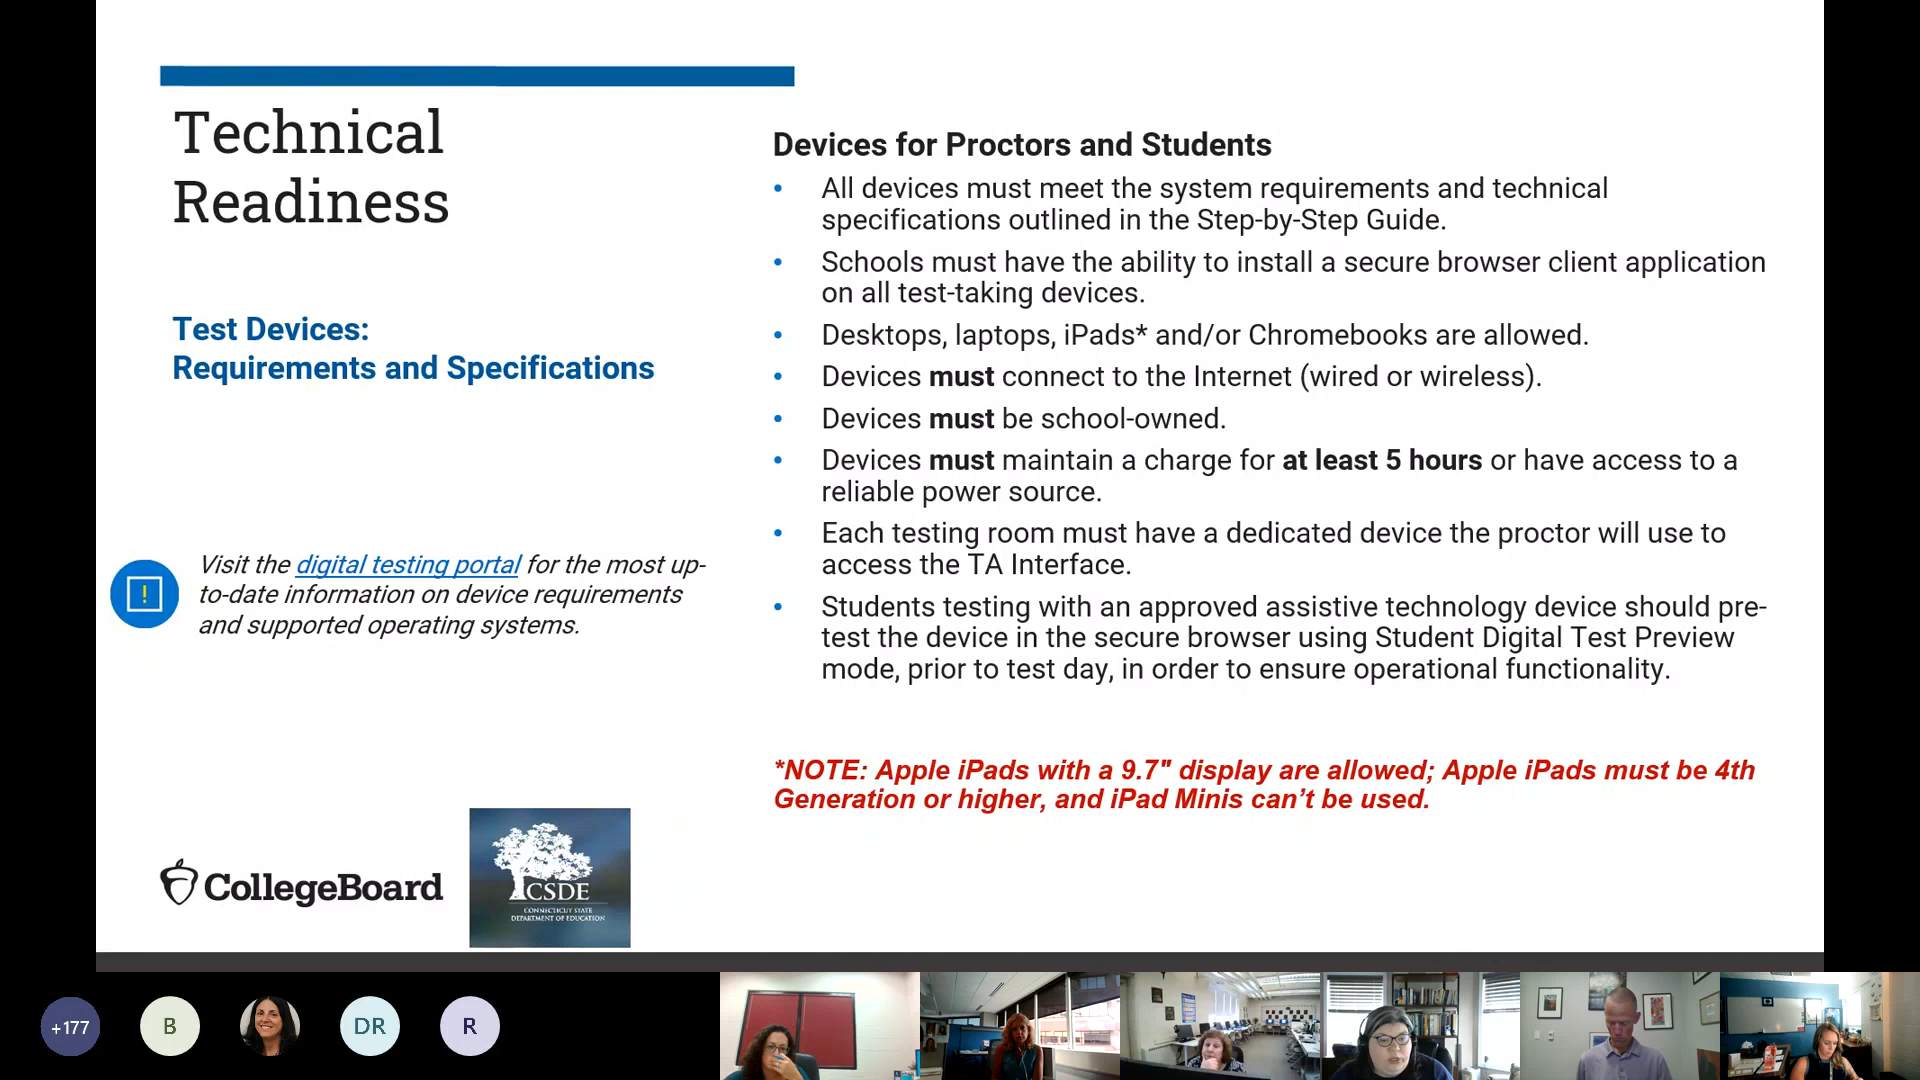 Technical
Readiness
Test Devices:
Requirements and Specifications
Visit the digital testing portal for the most up-
to-date information on device requirements
and supported operating systems.
CollegeBoard
CSDE
CONNECTICUT STATE
DEPARTMENT OF EDUCATION
Devices for Proctors and Students
• All devices must meet the system requirements and technical
specifications outlined in the Step-by-Step Guide.
• Schools must have the ability to install a secure browser client application
on all test-taking devices.
• Desktops, laptops, iPads* and/or Chromebooks are allowed.
• Devices must connect to the Internet (wired or wireless).
• Devices must be school-owned.
• Devices must maintain a charge for at least 5 hours or have access to a
reliable power source.
• Each testing room must have a dedicated device the proctor will use to
access the TA Interface.
• Students testing with an approved assistive technology device should pre-
test the device in the secure browser using Student Digital Test Preview
mode, prior to test day, in order to ensure operational functionality.
*NOTE: Apple iPads with a 9.7" display are allowed; Apple iPads must be 4th
Generation or higher, and iPad Minis can’t be used.
+177
B
DR
R